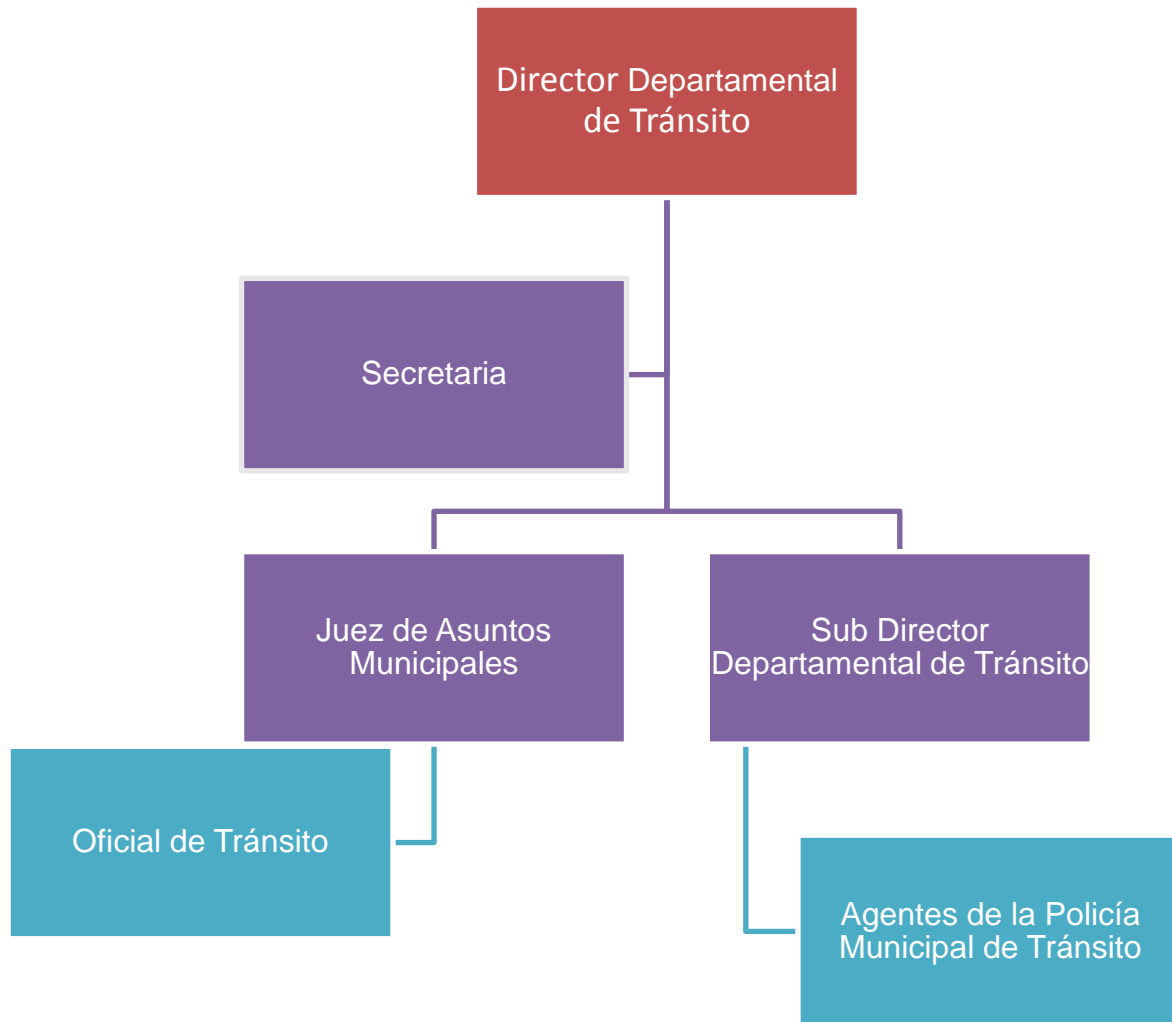 Director Departamental
de Tránsito
Secretaria
Juez de Asuntos
Municipales
Sub Director
Departamental de Tránsito
Oficial de Tránsito
Agentes de la Policía
Municipal de Tránsito